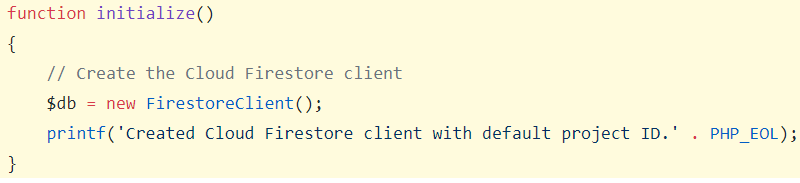 function initialize()
{
    // Create the Cloud Firestore client
    $db = new FirestoreClient();
    printf('Created Cloud Firestore client with default project ID.' . PHP_EOL);
}